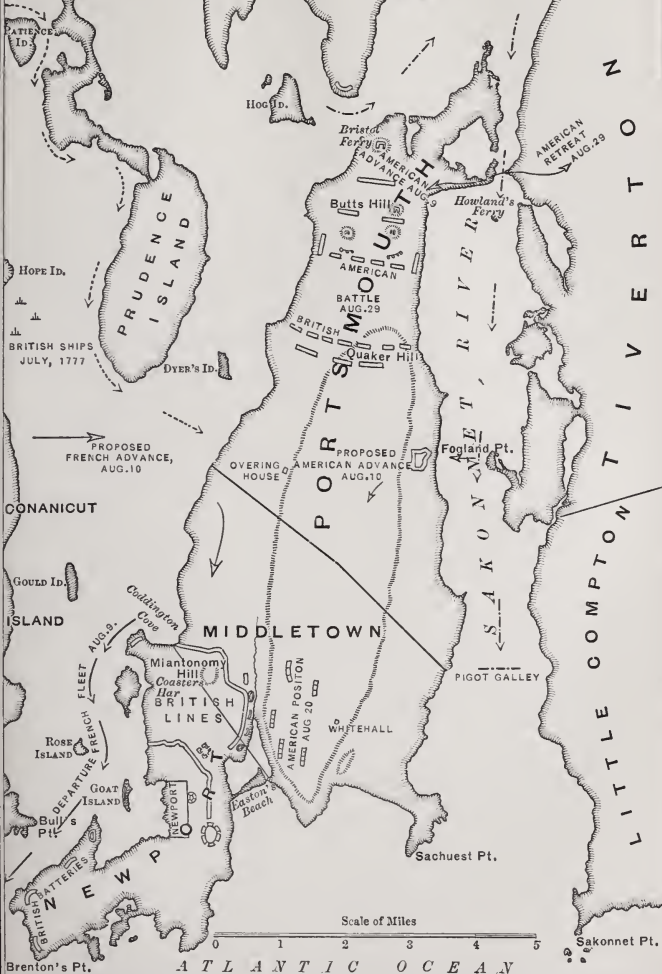 PATIENCE
ID.
HOG ID.
Bristol
Ferry
AMERICAN
ADVANCE AUG. 9
AMERICAN
RETREAT
AUG. 29
Butts Hill
Howland's
Ferry
PRUDENCE
ISLAND
HOPE ID.
BRITISH SHIPS
JULY, 1777
DYER'S ID.
AMERICAN
BATTLE
AUG. 29
BRITISH
Quaker Hill
PORTSMOUTH
SAKONNET, RIVER
TIVERTON
PROPOSED
FRENCH ADVANCE,
AUG. 10
OVERING
HOUSE
PROPOSED
AMERICAN ADVANCE
AUG. 10
Fogland Pt.
CONANICUT
ISLAND
GOULD ID.
Coddington
Cove
MIDDLETOWN
PIGOT GALLEY
LITTLE COMPTON
DEPARTURE FRENCH FLEET AUG. 9.
Miantonomy
Hill
Coasters
Har
BRITISH
LINES
AMERICAN POSITON
AUG 20
WHITEHALL
ROSE
ISLAND
GOAT
ISLAND
Bull's
Pt.
NEWPORT
Easton's
Beach
NEWPORT
BRITISH BATTERIES
Sachuest Pt.
Scale of Miles
0 1 2 3 4 5
Brenton's Pt.
ATLANTIC OCEAN
Sakonnet Pt.